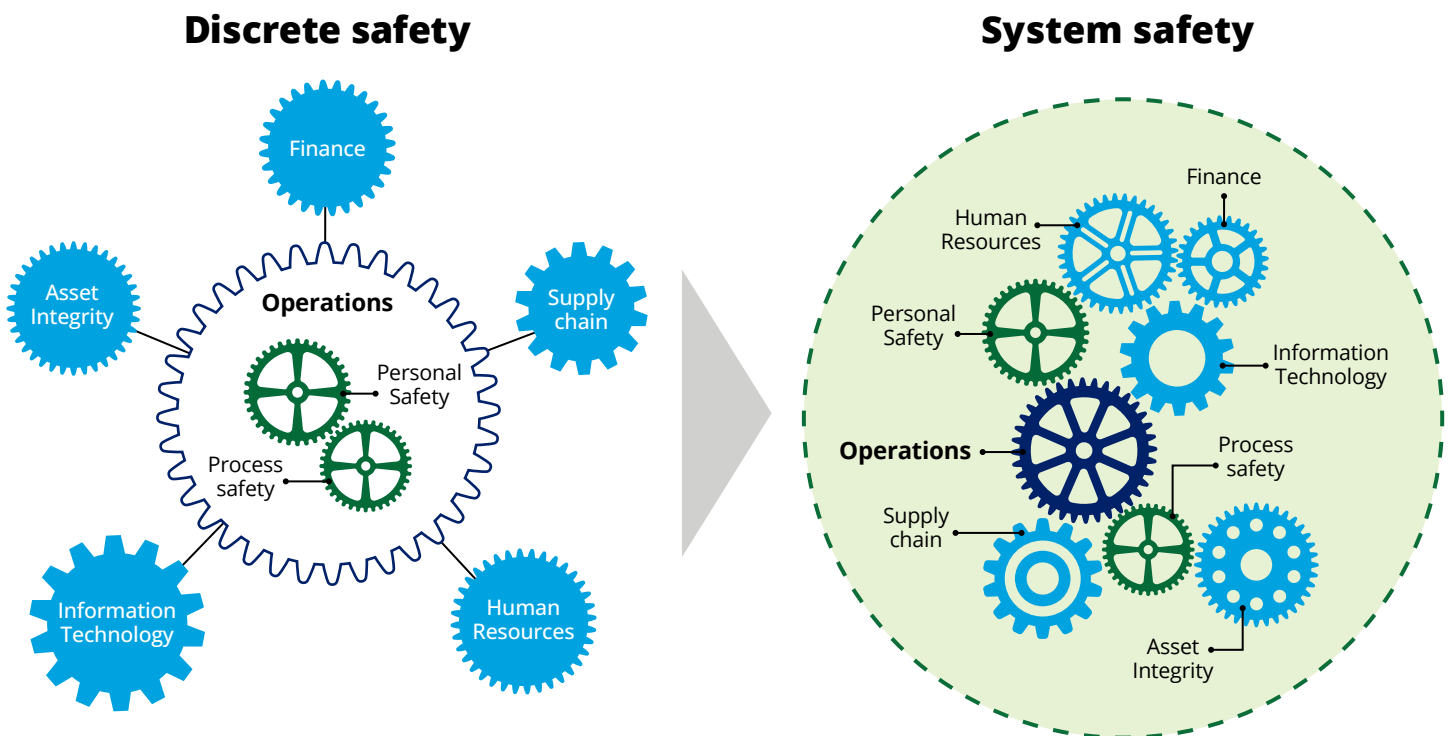 Discrete safety
System safety
Finance
Asset
Integrity
Operations
Supply
chain
Personal
Safety
Process
safety
Information
Technology
Human
Resources
Finance
Human
Resources
Personal
Safety
Information
Technology
Operations
Process
safety
Supply
chain
Asset
Integrity